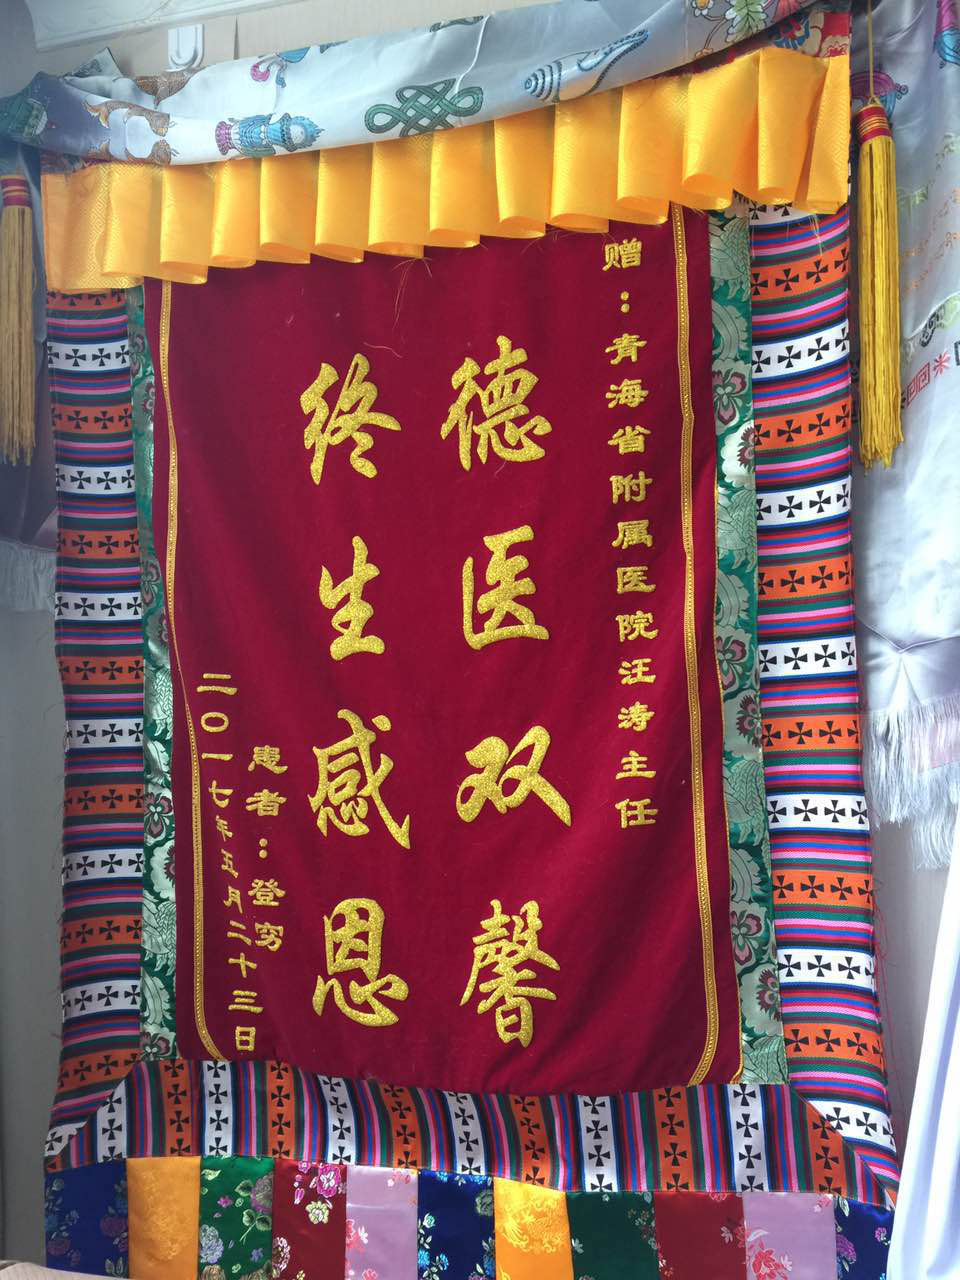 赠：青海省附属医院汪涛主任
德医双馨
终生感恩
患者：登穷
二〇一七年五月二十三日